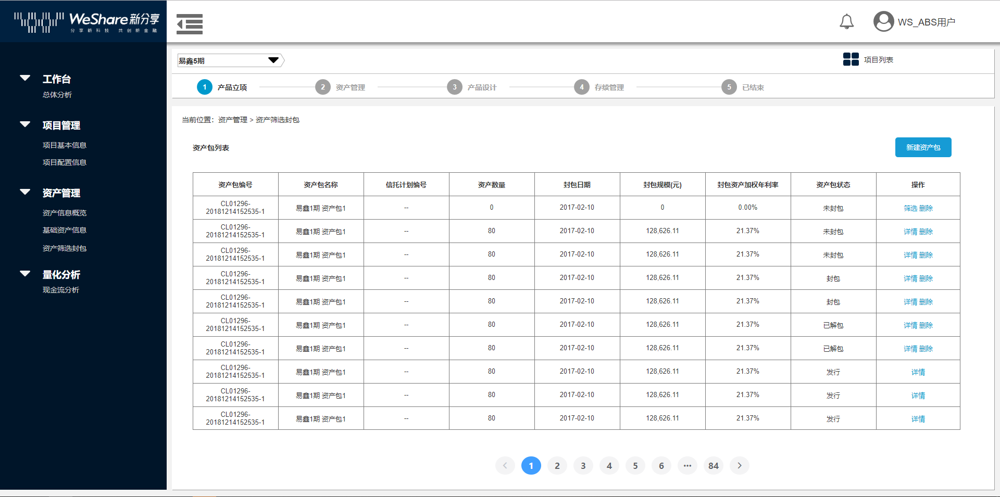 WeShare新分享
分享新科技 共创新金融
WS_ABS用户
工作台
总体分析
项目管理
项目基本信息
项目配置信息
资产管理
资产信息概览
基础资产信息
资产筛选封包
量化分析
现金流分析
易鑫5期
项目列表
1 产品立项 2 资产管理 3 产品设计 4 存续管理 5 已结束
当前位置：资产管理 > 资产筛选封包
资产包列表
新建资产包
资产包编号 资产包名称 信托计划编号 资产数量 封包日期 封包规模(元) 封包资产加权年利率 资产包状态 操作
CL01296-
20181214152535-1 易鑫1期 资产包1 -- 0 2017-02-10 0 0.00% 未封包 筛选 删除
CL01296-
20181214152535-1 易鑫1期 资产包1 -- 80 2017-02-10 128,626.11 21.37% 未封包 详情 删除
CL01296-
20181214152535-1 易鑫1期 资产包1 -- 80 2017-02-10 128,626.11 21.37% 未封包 详情 删除
CL01296-
20181214152535-1 易鑫1期 资产包1 -- 80 2017-02-10 128,626.11 21.37% 封包 详情 删除
CL01296-
20181214152535-1 易鑫1期 资产包1 -- 80 2017-02-10 128,626.11 21.37% 封包 详情 删除
CL01296-
20181214152535-1 易鑫1期 资产包1 -- 80 2017-02-10 128,626.11 21.37% 已解包 详情 删除
CL01296-
20181214152535-1 易鑫1期 资产包1 -- 80 2017-02-10 128,626.11 21.37% 已解包 详情 删除
CL01296-
20181214152535-1 易鑫1期 资产包1 -- 80 2017-02-10 128,626.11 21.37% 发行 详情
CL01296-
20181214152535-1 易鑫1期 资产包1 -- 80 2017-02-10 128,626.11 21.37% 发行 详情
CL01296-
20181214152535-1 易鑫1期 资产包1 -- 80 2017-02-10 128,626.11 21.37% 发行 详情
1 2 3 4 5 6 ··· 84